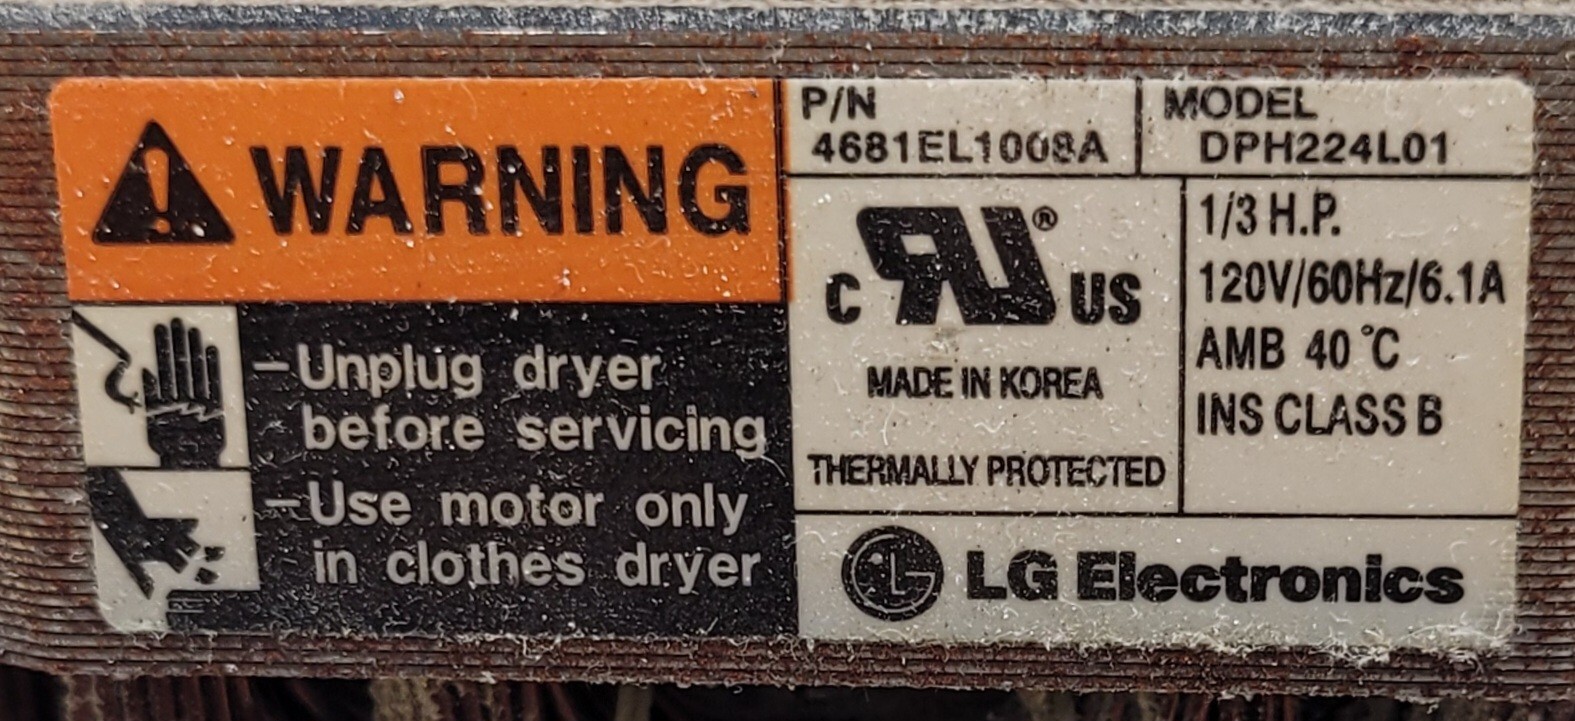 WARNING
-Unplug dryer
before servicing
-Use motor only
in clothes dryer
P/N
4681EL1008A
MODEL
DPH224L01
C RU® US
MADE IN KOREA
THERMALLY PROTECTED
1/3 H.P.
120V/60Hz/6.1A
AMB 40°C
INS CLASS B
LG Electronics